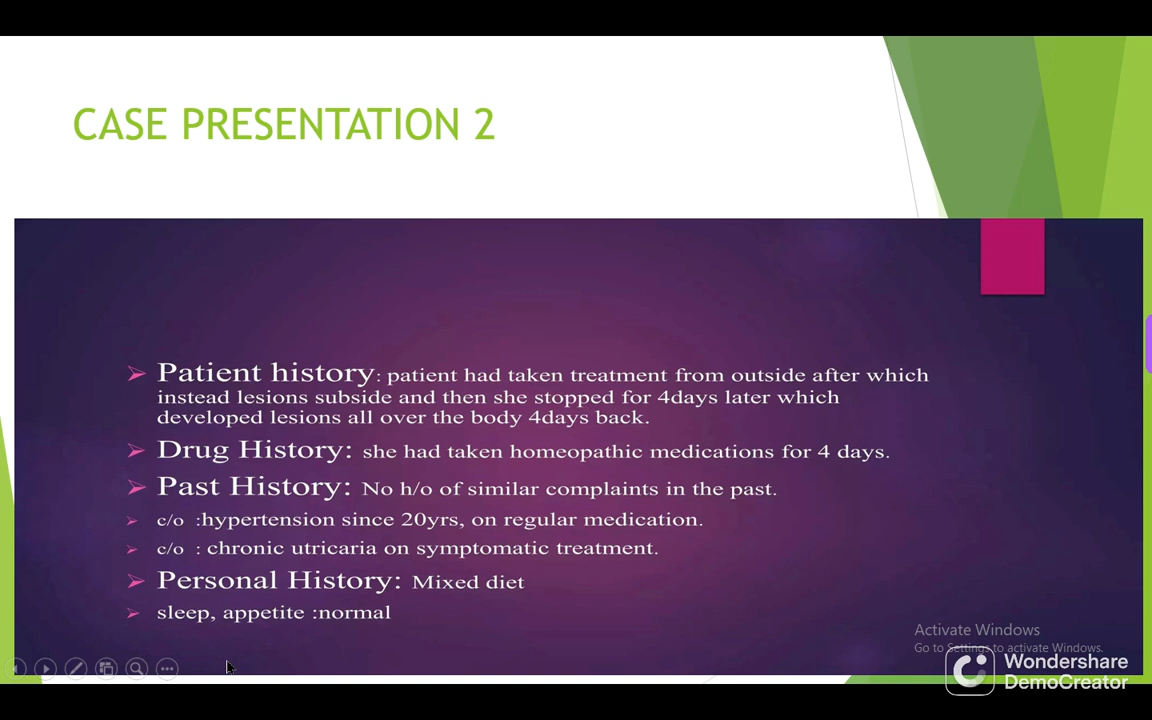 CASE PRESENTATION 2
Patient history: patient had taken treatment from outside after which
instead lesions subside and then she stopped for 4days later which
developed lesions all over the body 4days back.
Drug History: she had taken homeopathic medications for 4 days.
Past History: No h/o of similar complaints in the past.
c/o :hypertension since 20yrs, on regular medication.
c/o : chronic utricaria on symptomatic treatment.
Personal History: Mixed diet
sleep, appetite :normal
Activate Windows
Go to Settings to activate Windows.
Wondershare
DemoCreator